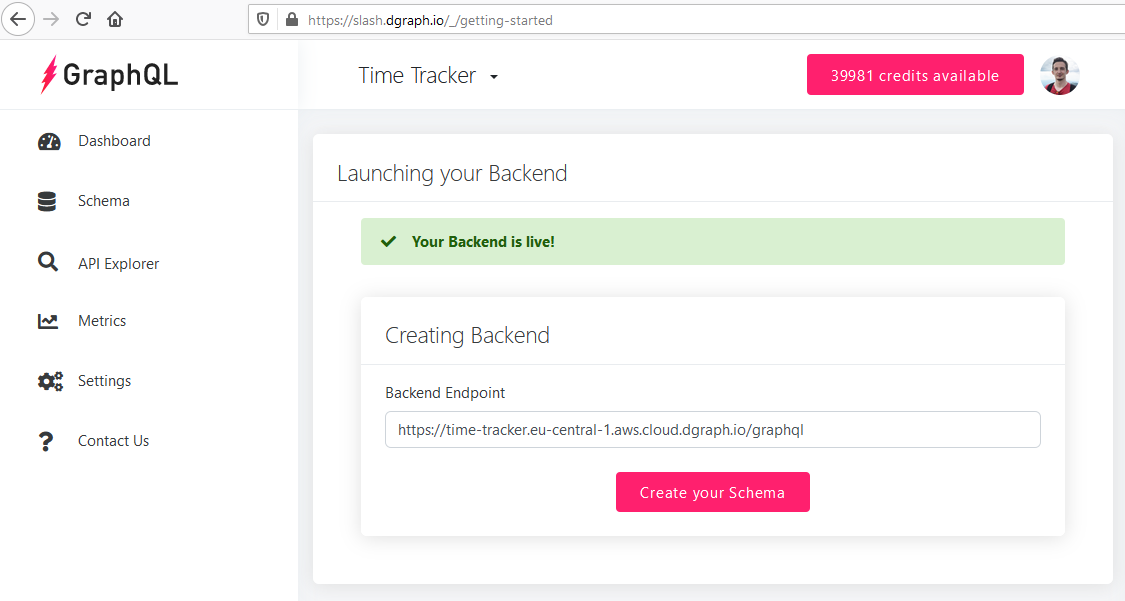 https://slash.dgraph.io/_/getting-started
GraphQL
Time Tracker
39981 credits available
Dashboard
Schema
API Explorer
Metrics
Settings
Contact Us
Launching your Backend
Your Backend is live!
Creating Backend
Backend Endpoint
https://time-tracker.eu-central-1.aws.cloud.dgraph.io/graphql
Create your Schema